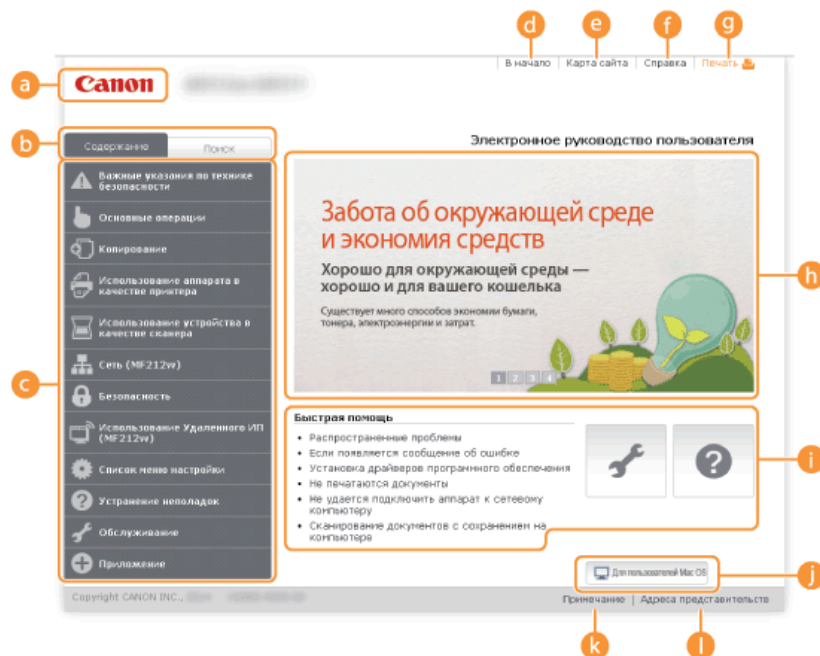 d e f g
В начало | Карта сайта | Справка | Печать
a Canon
b Содержание Поиск
Электронное руководство пользователя
Важные указания по технике
безопасности
Основные операции
Копирование
Использование аппарата в
качестве принтера
Использование устройства в
качестве сканера
c Сеть (MF212w)
Безопасность
Использование Удаленного ИП
(MF212w)
Список меню настройки
Устранение неполадок
Обслуживание
Приложение
Забота об окружающей среде
и экономия средств
Хорошо для окружающей среды —
хорошо и для вашего кошелька
h
Существует много способов экономии бумаги,
тонера, электроэнергии и затрат.
1 2 3 4
Быстрая помощь
• Распространенные проблемы
• Если появляется сообщение об ошибке
• Установка драйверов программного обеспечения
• Не печатаются документы
• Не удается подключить аппарат к сетевому
компьютеру
• Сканирование документов с сохранением на
компьютере
i
Для пользователей Mac OS j
Copyright CANON INC.,
Примечание | Адреса представительств
k l